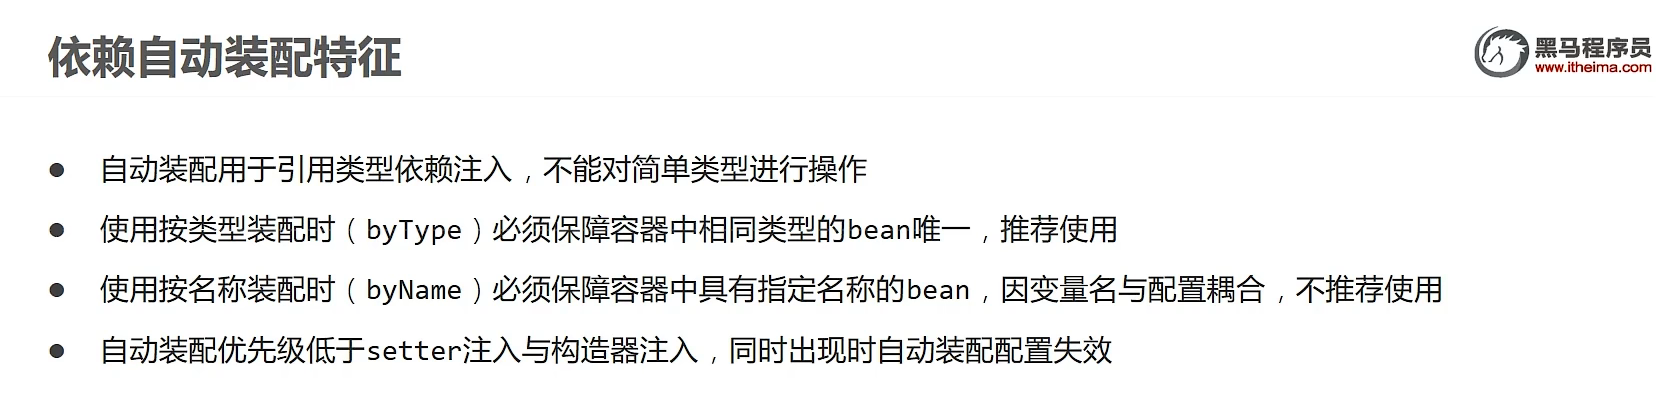 依赖自动装配特征
黑马程序员
www.itheima.com
● 自动装配用于引用类型依赖注入，不能对简单类型进行操作
● 使用按类型装配时（byType）必须保障容器中相同类型的bean唯一，推荐使用
● 使用按名称装配时（byName）必须保障容器中具有指定名称的bean，因变量名与配置耦合，不推荐使用
● 自动装配优先级低于setter注入与构造器注入，同时出现时自动装配配置失效